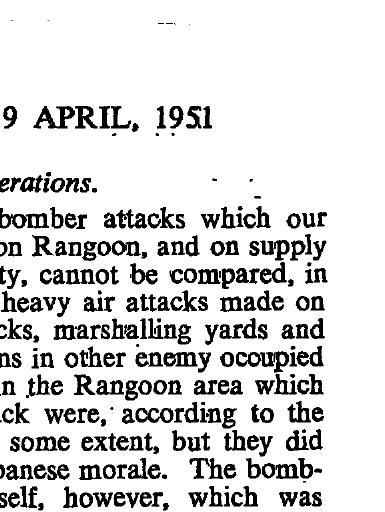 9 APRIL, 1951
erations.
bomber attacks which our
on Rangoon, and on supply
ty, cannot be compared, in
heavy air attacks made on
cks, marshalling yards and
ns in other enemy occupied
n the Rangoon area which
ck were, according to the
some extent, but they did
panese morale. The bomb-
self, however, which was